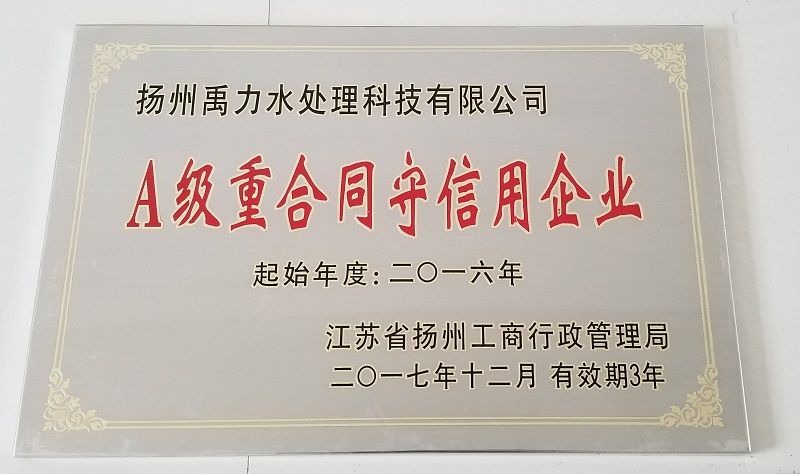 扬州禹力水处理科技有限公司
A级重合同守信用企业
起始年度:二〇一六年
江苏省扬州工商行政管理局
二〇一七年十二月 有效期3年